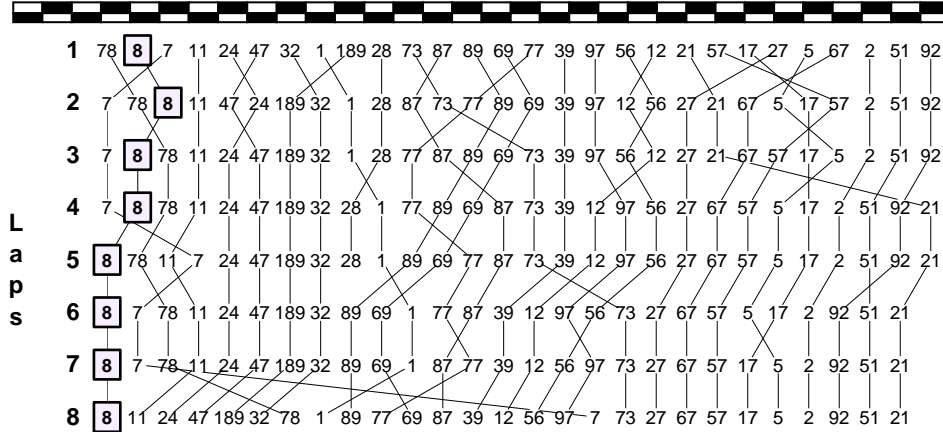 1 78 8 7 11 24 47 32 1 189 28 73 87 89 69 77 39 97 56 12 21 57 17 27 5 67 2 51 92
2 7 78 8 11 47 24 189 32 1 28 87 73 77 89 69 39 97 12 56 27 21 67 5 17 57 2 51 92
3 7 8 78 11 24 47 189 32 1 28 77 87 89 69 73 39 97 56 12 27 21 67 57 17 5 2 51 92
4 7 8 78 11 24 47 189 32 28 1 77 89 69 87 73 39 12 97 56 27 67 57 5 17 2 51 92 21
5 8 78 11 7 24 47 189 32 28 1 89 69 77 87 73 39 12 97 56 27 67 57 5 17 2 51 92 21
6 8 7 78 11 24 47 189 32 89 69 1 77 87 39 12 97 56 73 27 67 57 5 17 2 92 51 21
7 8 7 78 11 24 47 189 32 89 69 1 87 77 39 12 56 97 73 27 67 57 17 5 2 92 51 21
8 8 11 24 47 189 32 78 1 89 77 69 87 39 12 56 97 7 73 27 67 57 17 5 2 92 51 21
Laps